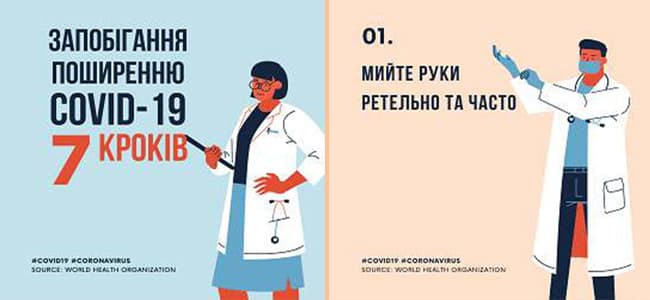 ЗАПОБІГАННЯ
ПОШИРЕННЮ
COVID-19
7 КРОКІВ
#COVID19 #CORONAVIRUS
SOURCE: WORLD HEALTH ORGANIZATION
01.
МИЙТЕ РУКИ
РЕТЕЛЬНО ТА ЧАСТО
#COVID19 #CORONAVIRUS
SOURCE: WORLD HEALTH ORGANIZATION